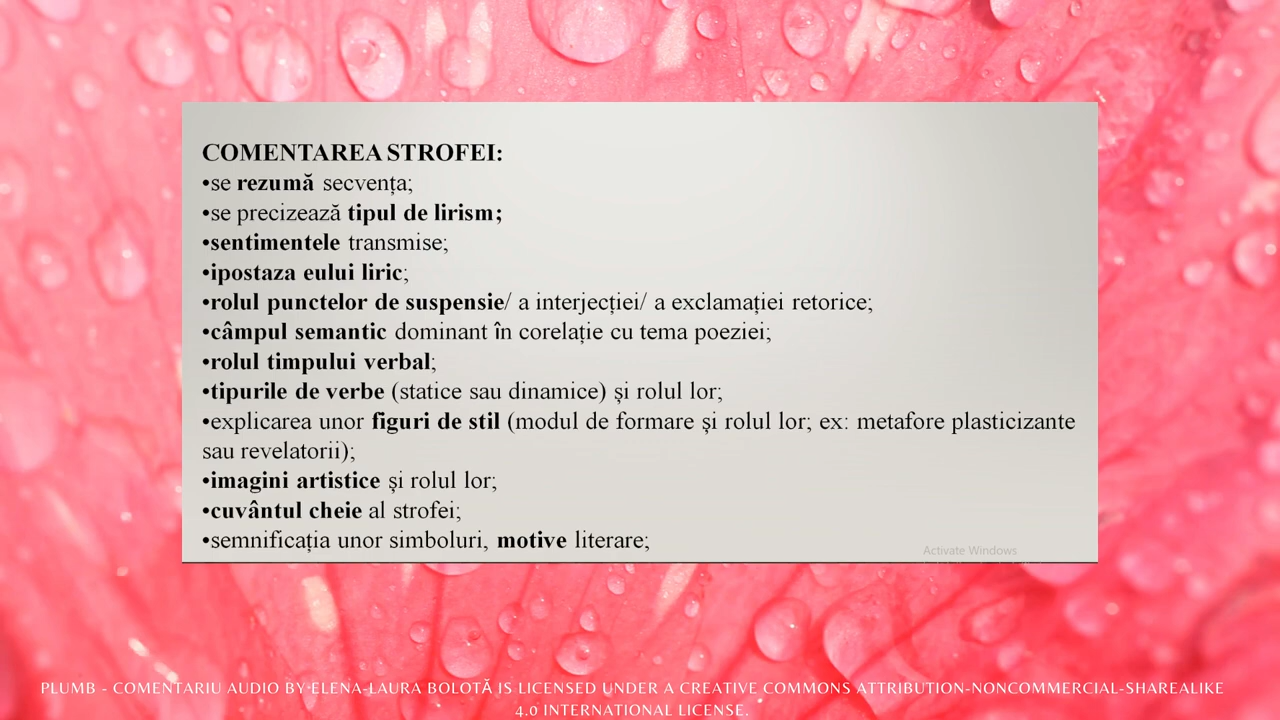 COMENTAREA STROFEI:
•se rezumă secvența;
•se precizează tipul de lirism;
•sentimentele transmise;
•ipostaza eului liric;
•rolul punctelor de suspensie/ a interjecției/ a exclamației retorice;
•câmpul semantic dominant în corelație cu tema poeziei;
•rolul timpului verbal;
•tipurile de verbe (statice sau dinamice) și rolul lor;
•explicarea unor figuri de stil (modul de formare și rolul lor; ex: metafore plasticizante
sau revelatorii);
•imagini artistice și rolul lor;
•cuvântul cheie al strofei;
•semnificația unor simboluri, motive literare;
Activate Windows
PLUMB - COMENTARIU AUDIO BY ELENA-LAURA BOLOTĂ IS LICENSED UNDER A CREATIVE COMMONS ATTRIBUTION-NONCOMMERCIAL-SHAREALIKE
4.0 INTERNATIONAL LICENSE.